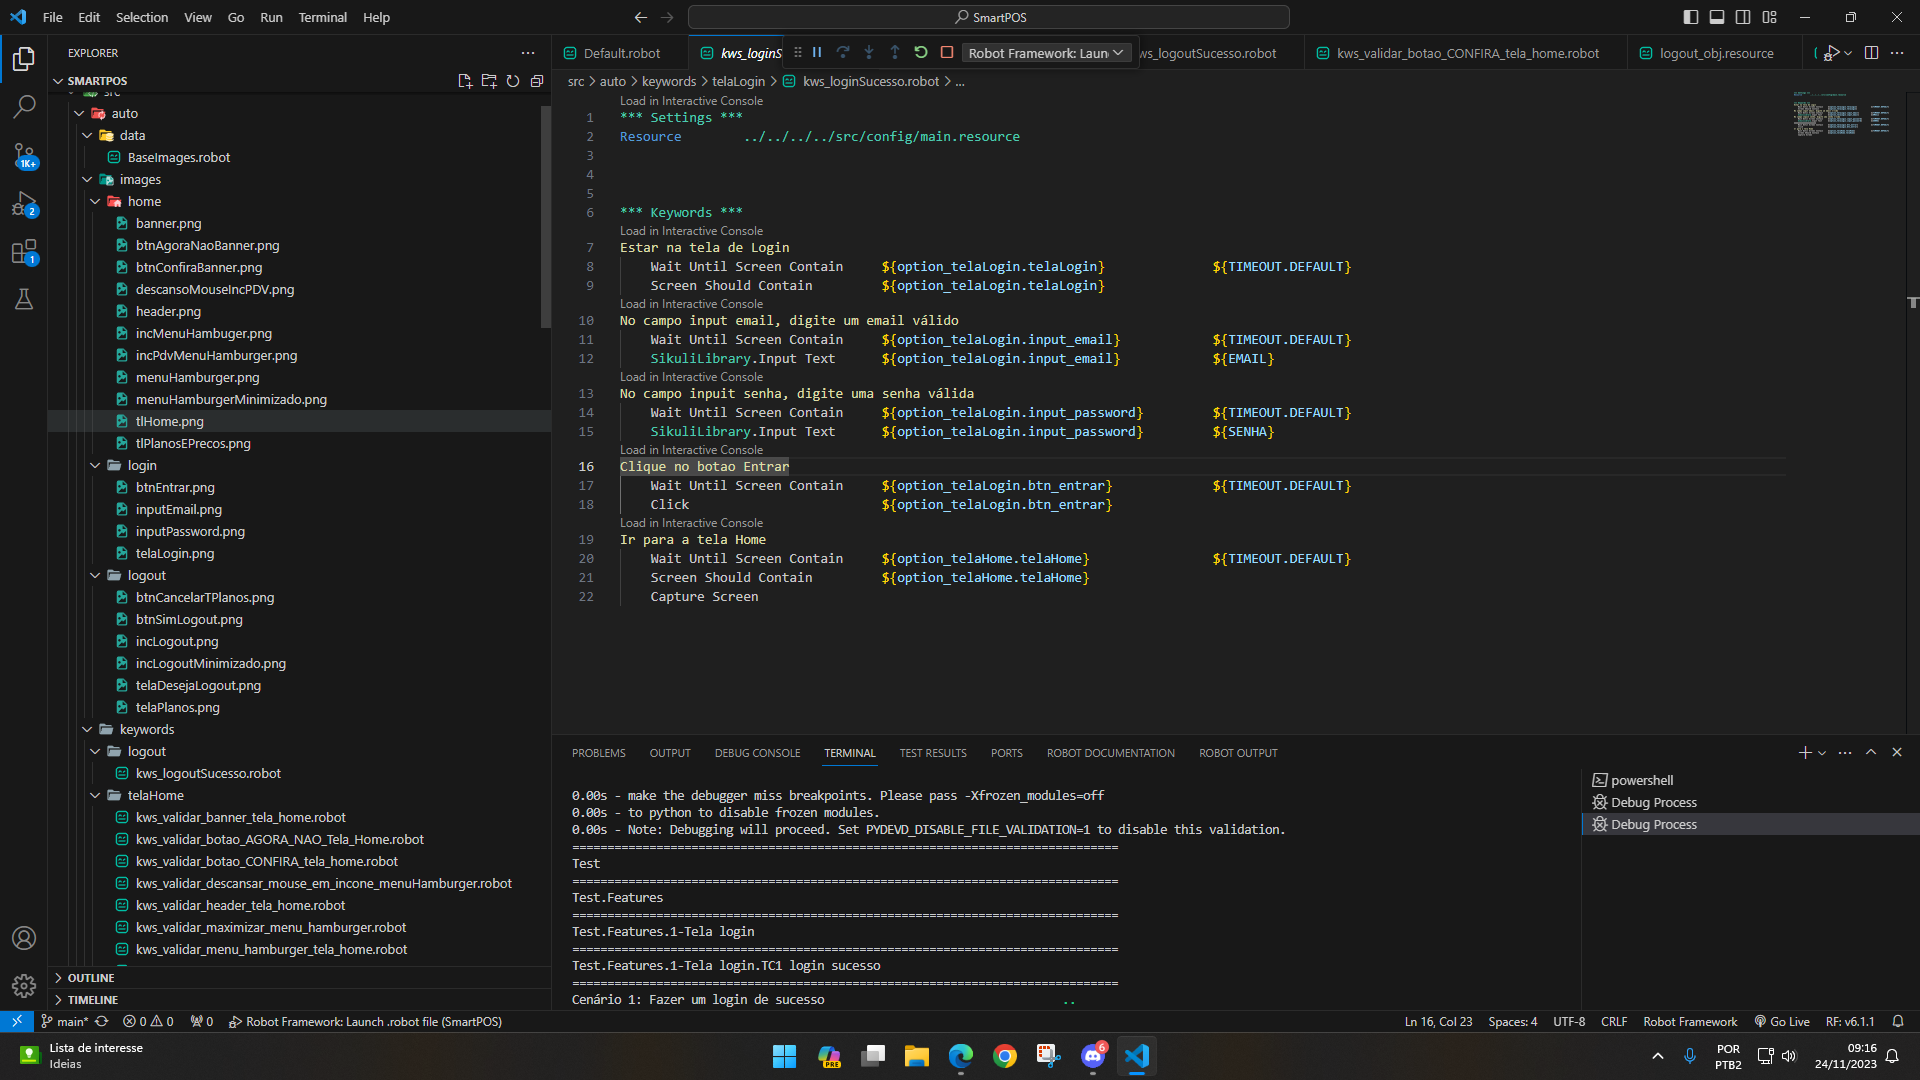 File Edit Selection View Go Run Terminal Help
SmartPOS
EXPLORER
SMARTPOS
src
auto
data
BaseImages.robot
images
home
banner.png
btnAgoraNaoBanner.png
btnConfiraBanner.png
descansoMouseIncPDV.png
header.png
incMenuHambuger.png
incPdvMenuHamburger.png
menuHamburger.png
menuHamburgerMinimizado.png
tlHome.png
tlPlanosEPrecos.png
login
btnEntrar.png
inputEmail.png
inputPassword.png
telaLogin.png
logout
btnCancelarTPlanos.png
btnSimLogout.png
incLogout.png
incLogoutMinimizado.png
telaDesejaLogout.png
telaPlanos.png
keywords
logout
kws_logoutSucesso.robot
telaHome
kws_validar_banner_tela_home.robot
kws_validar_botao_AGORA_NAO_Tela_Home.robot
kws_validar_botao_CONFIRA_tela_home.robot
kws_validar_descansar_mouse_em_incone_menuHamburger.robot
kws_validar_header_tela_home.robot
kws_validar_maximizar_menu_hamburger.robot
kws_validar_menu_hamburger_tela_home.robot
OUTLINE
TIMELINE
1K+
2
1
Default.robot kws_loginS Robot Framework: Laun ws_logoutSucesso.robot kws_validar_botao_CONFIRA_tela_home.robot logout_obj.resource
src > auto > keywords > telaLogin > kws_loginSucesso.robot > ...
Load in Interactive Console
1 *** Settings ***
2 Resource ../../../../src/config/main.resource
3
4
5
6 *** Keywords ***
Load in Interactive Console
7 Estar na tela de Login
8 Wait Until Screen Contain ${option_telaLogin.telaLogin} ${TIMEOUT.DEFAULT}
9 Screen Should Contain ${option_telaLogin.telaLogin}
Load in Interactive Console
10 No campo input email, digite um email válido
11 Wait Until Screen Contain ${option_telaLogin.input_email} ${TIMEOUT.DEFAULT}
12 SikuliLibrary.Input Text ${option_telaLogin.input_email} ${EMAIL}
Load in Interactive Console
13 No campo inpuit senha, digite uma senha válida
14 Wait Until Screen Contain ${option_telaLogin.input_password} ${TIMEOUT.DEFAULT}
15 SikuliLibrary.Input Text ${option_telaLogin.input_password} ${SENHA}
Load in Interactive Console
16 Clique no botao Entrar
17 Wait Until Screen Contain ${option_telaLogin.btn_entrar} ${TIMEOUT.DEFAULT}
18 Click ${option_telaLogin.btn_entrar}
Load in Interactive Console
19 Ir para a tela Home
20 Wait Until Screen Contain ${option_telaHome.telaHome} ${TIMEOUT.DEFAULT}
21 Screen Should Contain ${option_telaHome.telaHome}
22 Capture Screen
PROBLEMS OUTPUT DEBUG CONSOLE TERMINAL TEST RESULTS PORTS ROBOT DOCUMENTATION ROBOT OUTPUT
0.00s - make the debugger miss breakpoints. Please pass -Xfrozen_modules=off
0.00s - to python to disable frozen modules.
0.00s - Note: Debugging will proceed. Set PYDEVD_DISABLE_FILE_VALIDATION=1 to disable this validation.
==============================================================================
Test
==============================================================================
Test.Features
==============================================================================
Test.Features.1-Tela login
==============================================================================
Test.Features.1-Tela login.TC1 login sucesso
==============================================================================
Cenário 1: Fazer um login de sucesso ..
powershell
Debug Process
Debug Process
main* 0 0 0 Robot Framework: Launch .robot file (SmartPOS) Ln 16, Col 23 Spaces: 4 UTF-8 CRLF Robot Framework Go Live RF: v6.1.1
Lista de interesse
Ideias
PRE
6
POR
PTB2
09:16
24/11/2023